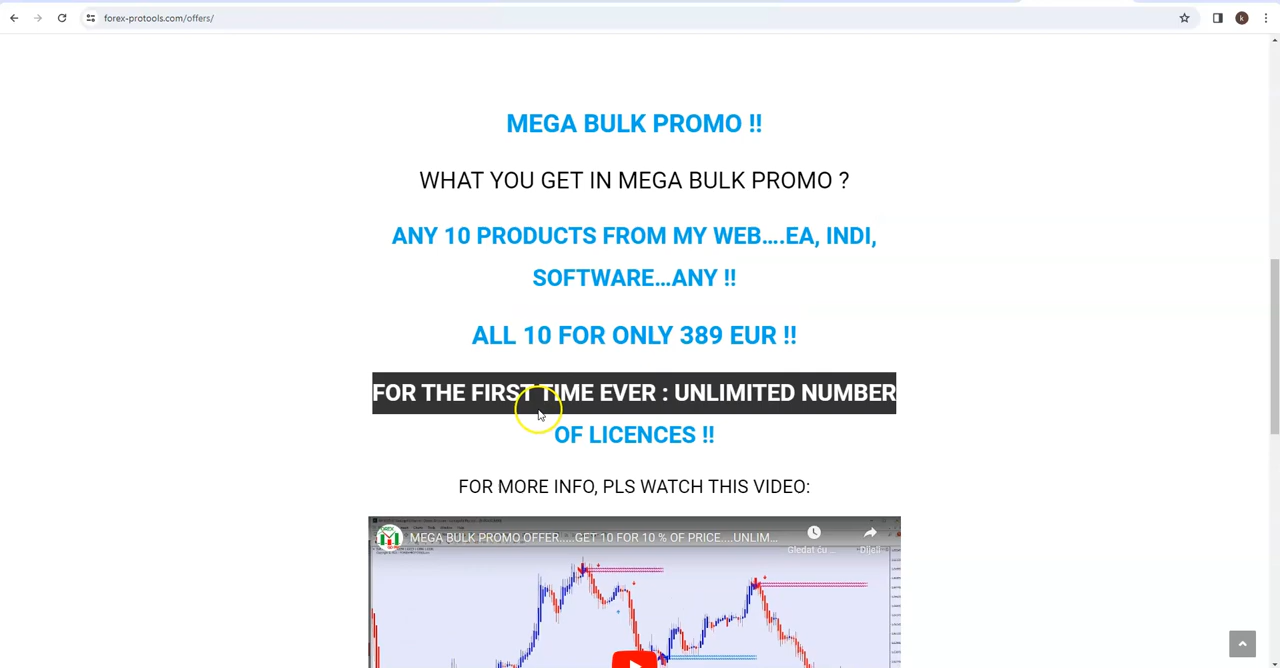 forex-protools.com/offers/
k
MEGA BULK PROMO !!
WHAT YOU GET IN MEGA BULK PROMO ?
ANY 10 PRODUCTS FROM MY WEB….EA, INDI,
SOFTWARE…ANY !!
ALL 10 FOR ONLY 389 EUR !!
FOR THE FIRST TIME EVER : UNLIMITED NUMBER
OF LICENCES !!
FOR MORE INFO, PLS WATCH THIS VIDEO:
MEGA BULK PROMO OFFER.....GET 10 FOR 10 % OF PRICE....UNLIM...
Gledat ću ...
Dijeli